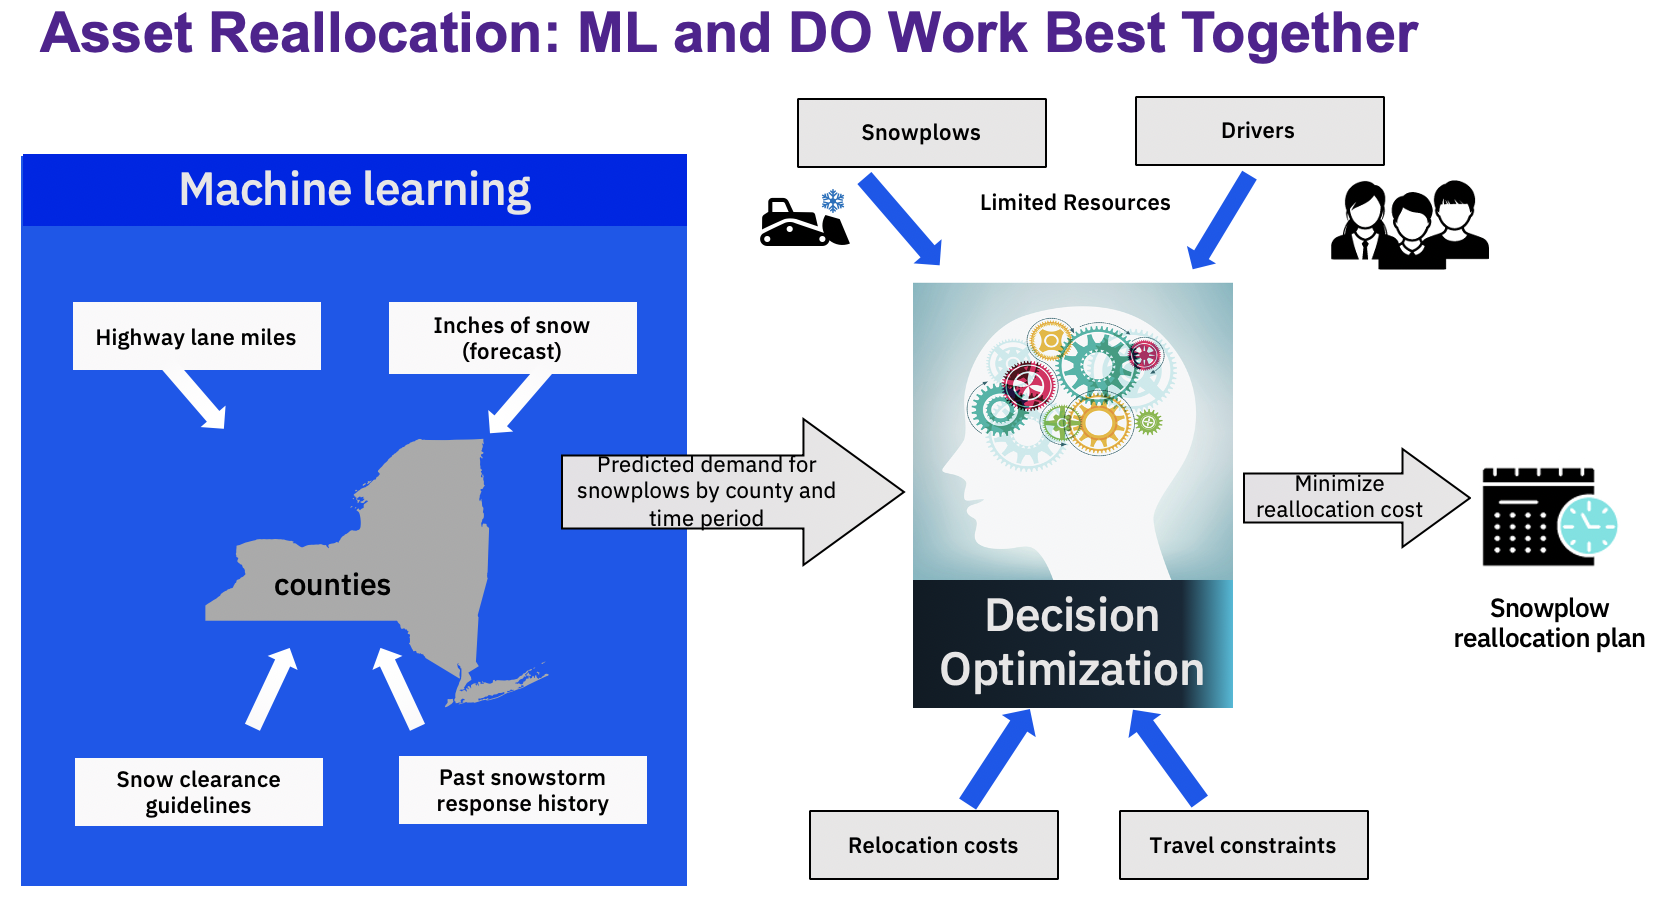 Asset Reallocation: ML and DO Work Best Together
Machine learning
Highway lane miles
Inches of snow
(forecast)
counties
Snow clearance
guidelines
Past snowstorm
response history
Predicted demand for
snowplows by county and
time period
Snowplows
Drivers
Limited Resources
Decision
Optimization
Relocation costs
Travel constraints
Minimize
reallocation cost
Snowplow
reallocation plan